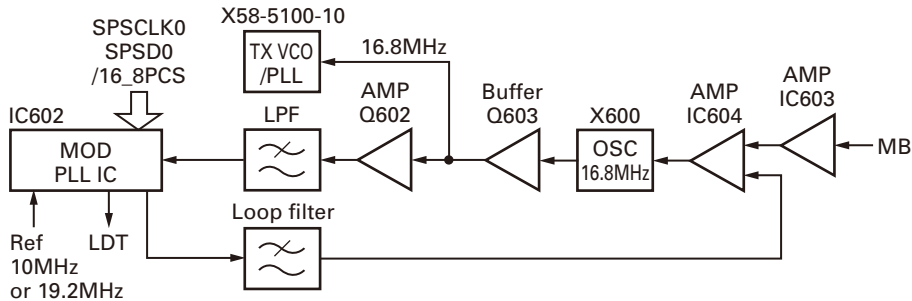 X58-5100-10
SPSCLK0
SPSD0
/16_8PCS
TX VCO
/PLL
16.8MHz
AMP
Q602
Buffer
Q603
X600
AMP
IC604
AMP
IC603
IC602
LPF
MOD
PLL IC
OSC
16.8MHz
MB
Loop filter
Ref
10MHz
or 19.2MHz
LDT